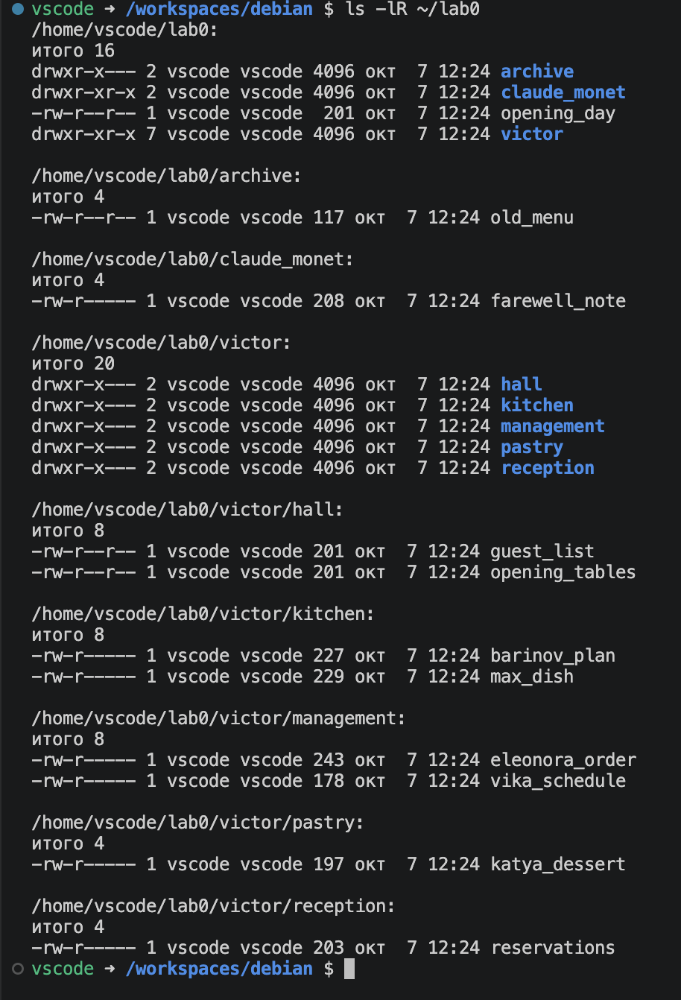 vscode → /workspaces/debian $ ls -lR ~/lab0
/home/vscode/lab0:
итого 16
drwxr-x--- 2 vscode vscode 4096 окт  7 12:24 archive
drwxr-xr-x 2 vscode vscode 4096 окт  7 12:24 claude_monet
-rw-r--r-- 1 vscode vscode  201 окт  7 12:24 opening_day
drwxr-xr-x 7 vscode vscode 4096 окт  7 12:24 victor

/home/vscode/lab0/archive:
итого 4
-rw-r--r-- 1 vscode vscode 117 окт  7 12:24 old_menu

/home/vscode/lab0/claude_monet:
итого 4
-rw-r----- 1 vscode vscode 208 окт  7 12:24 farewell_note

/home/vscode/lab0/victor:
итого 20
drwxr-x--- 2 vscode vscode 4096 окт  7 12:24 hall
drwxr-x--- 2 vscode vscode 4096 окт  7 12:24 kitchen
drwxr-x--- 2 vscode vscode 4096 окт  7 12:24 management
drwxr-x--- 2 vscode vscode 4096 окт  7 12:24 pastry
drwxr-x--- 2 vscode vscode 4096 окт  7 12:24 reception

/home/vscode/lab0/victor/hall:
итого 8
-rw-r--r-- 1 vscode vscode 201 окт  7 12:24 guest_list
-rw-r--r-- 1 vscode vscode 201 окт  7 12:24 opening_tables

/home/vscode/lab0/victor/kitchen:
итого 8
-rw-r----- 1 vscode vscode 227 окт  7 12:24 barinov_plan
-rw-r----- 1 vscode vscode 229 окт  7 12:24 max_dish

/home/vscode/lab0/victor/management:
итого 8
-rw-r----- 1 vscode vscode 243 окт  7 12:24 eleonora_order
-rw-r----- 1 vscode vscode 178 окт  7 12:24 vika_schedule

/home/vscode/lab0/victor/pastry:
итого 4
-rw-r----- 1 vscode vscode 197 окт  7 12:24 katya_dessert

/home/vscode/lab0/victor/reception:
итого 4
-rw-r----- 1 vscode vscode 203 окт  7 12:24 reservations
vscode → /workspaces/debian $